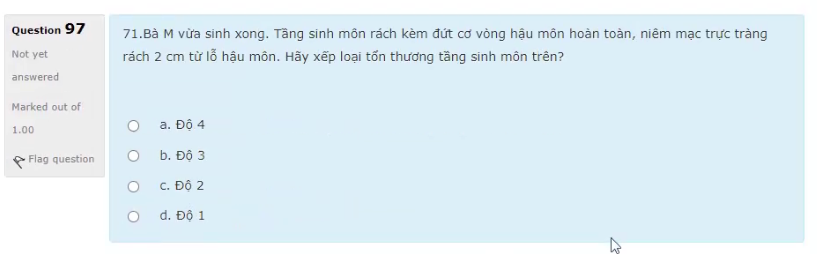 Question 97
Not yet
answered
Marked out of
1.00
Flag question
71.Bà M vừa sinh xong. Tầng sinh môn rách kèm đứt cơ vòng hậu môn hoàn toàn, niêm mạc trực tràng
rách 2 cm từ lỗ hậu môn. Hãy xếp loại tổn thương tầng sinh môn trên?
a. Độ 4
b. Độ 3
c. Độ 2
d. Độ 1